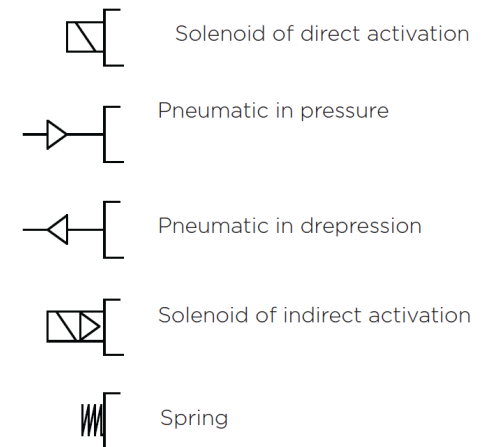 Solenoid of direct activation
Pneumatic in pressure
Pneumatic in drepression
Solenoid of indirect activation
Spring